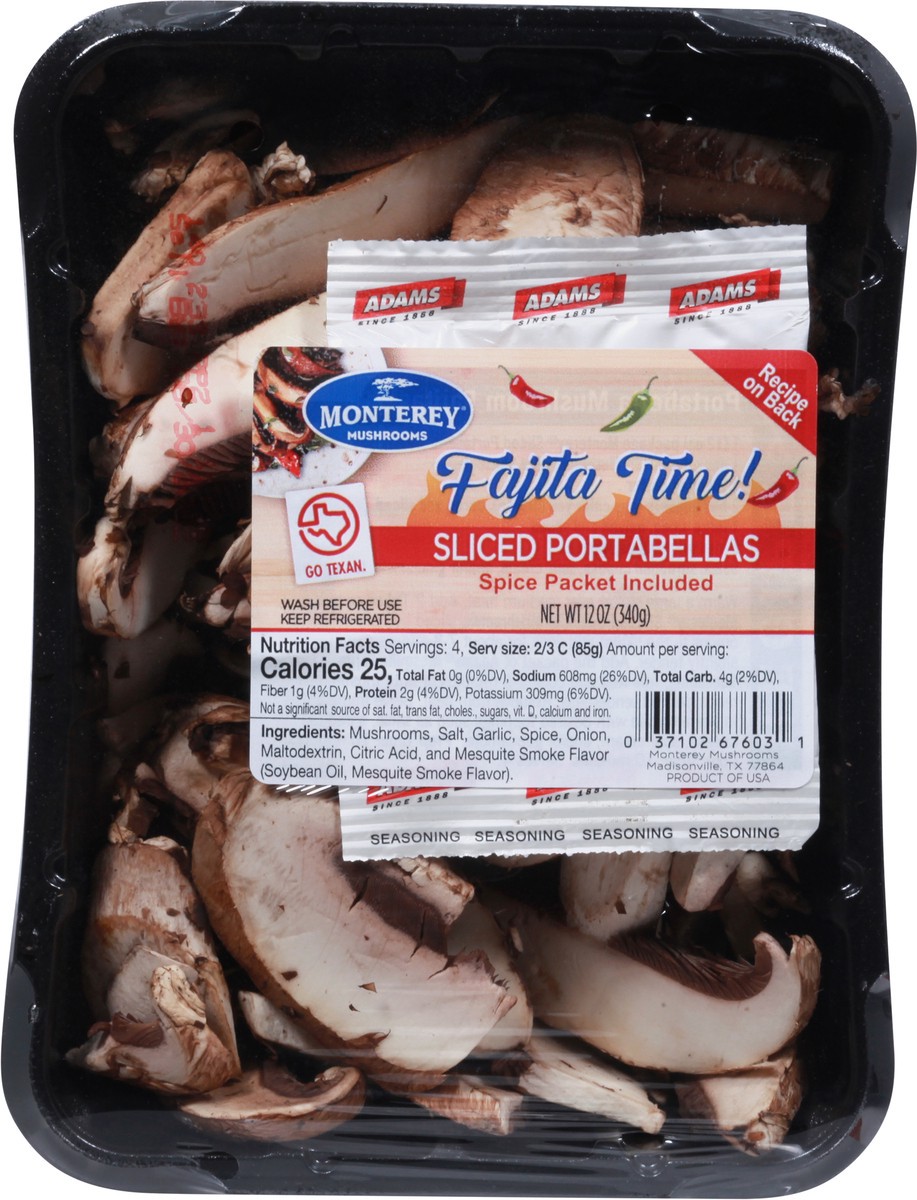 ADAMS ADAMS ADAMS
SINCE 1888 SINCE 1888 SINCE 1888
Recipe
on Back
MONTEREY®
MUSHROOMS
Fajita Time!
GO TEXAN.
SLICED PORTABELLAS
Spice Packet Included
WASH BEFORE USE
KEEP REFRIGERATED
NET WT 12 OZ (340g)
Nutrition Facts Servings: 4, Serv size: 2/3 C (85g) Amount per serving:
Calories 25, Total Fat 0g (0%DV), Sodium 608mg (26%DV), Total Carb. 4g (2%DV),
Fiber 1g (4%DV), Protein 2g (4%DV), Potassium 309mg (6%DV).
Not a significant source of sat. fat, trans fat, choles., sugars, vit. D, calcium and iron.
Ingredients: Mushrooms, Salt, Garlic, Spice, Onion,
Maltodextrin, Citric Acid, and Mesquite Smoke Flavor
(Soybean Oil, Mesquite Smoke Flavor).
0 37102 67603 1
Monterey Mushrooms
Madisonville, TX 77864
PRODUCT OF USA
SINCE 1888 SINCE 1888 SINCE 1888
SEASONING SEASONING SEASONING SEASONING